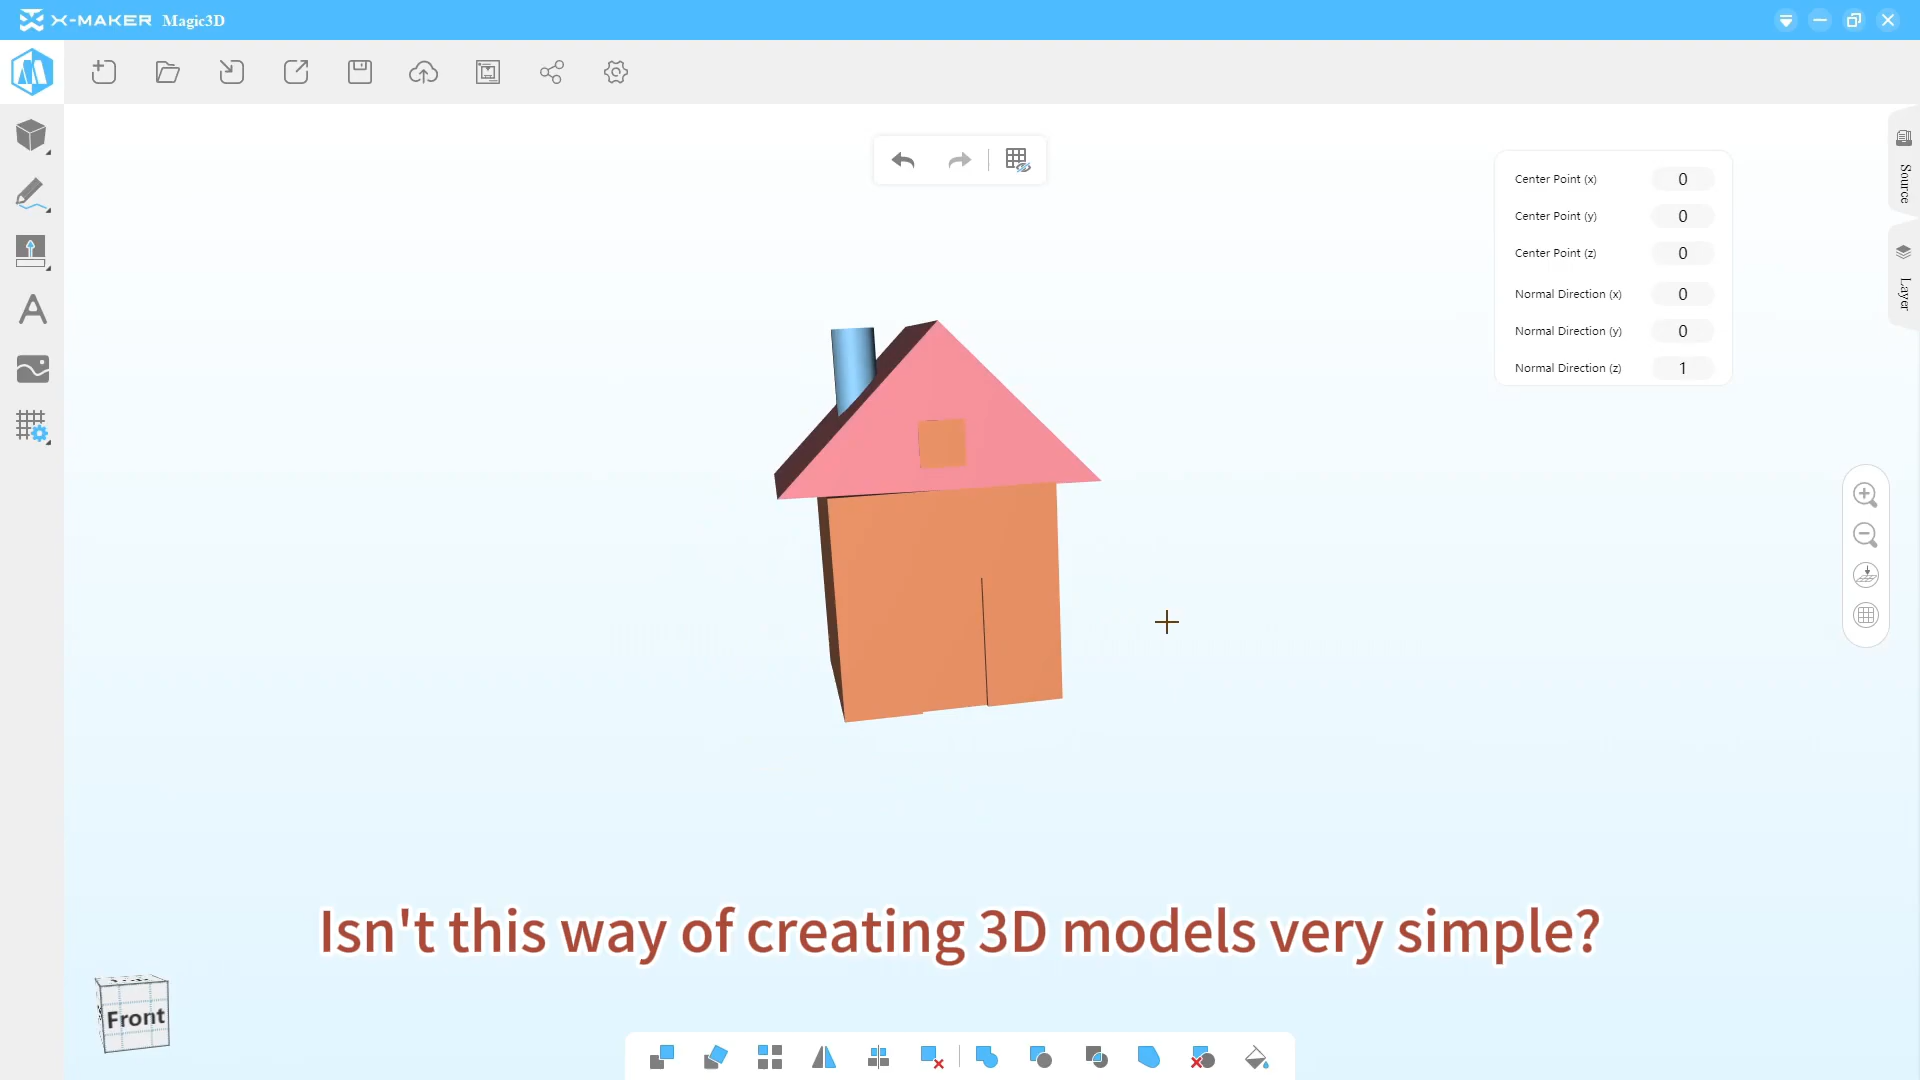 X-MAKER Magic3D
Center Point (x) 0
Center Point (y) 0
Center Point (z) 0
Normal Direction (x) 0
Normal Direction (y) 0
Normal Direction (z) 1
Source
Layer
Isn't this way of creating 3D models very simple?
Front